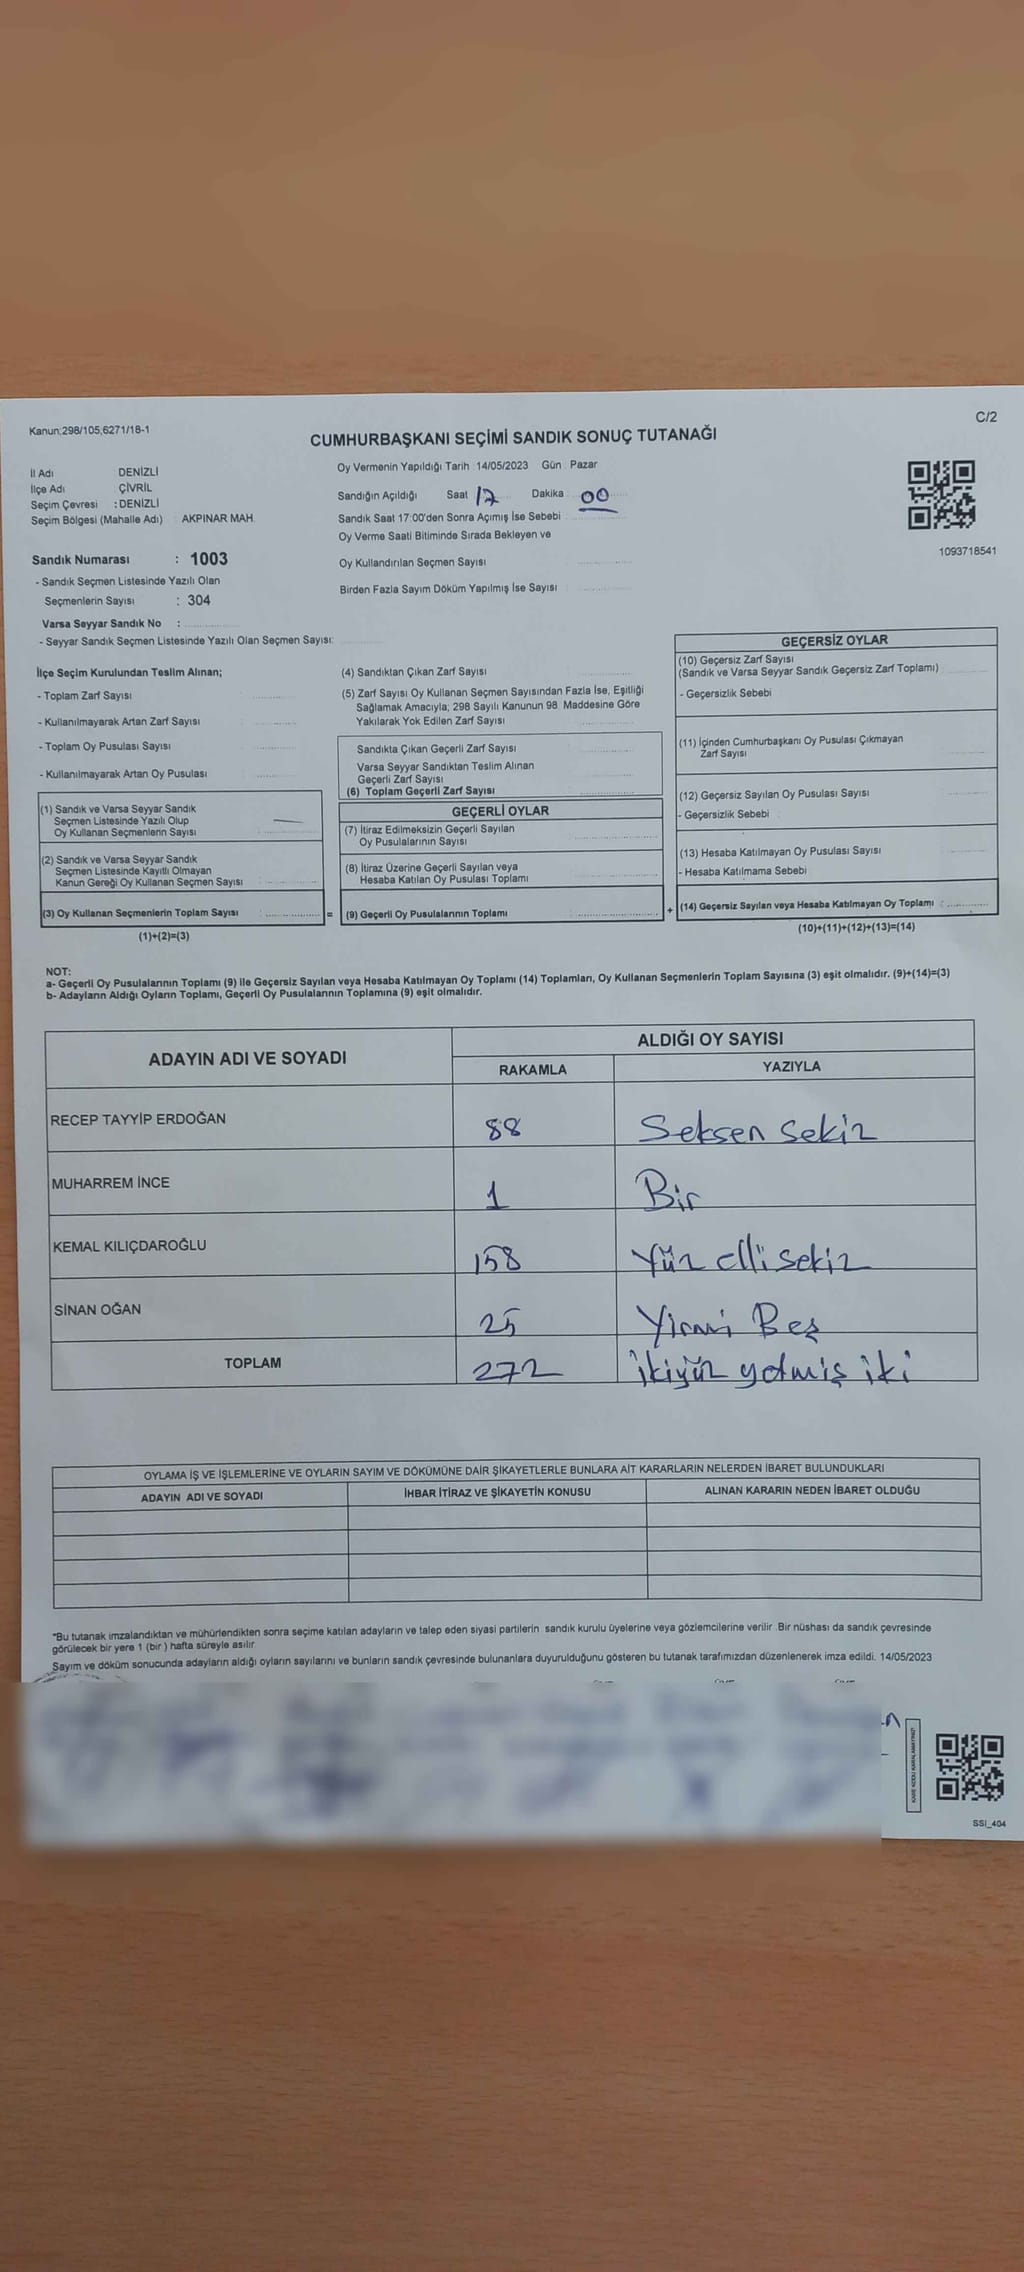 Kanun;298/105,6271/18-1
C/2
CUMHURBAŞKANI SEÇİMİ SANDIK SONUÇ TUTANAĞI
İl Adı DENİZLİ
İlçe Adı ÇİVRİL
Seçim Çevresi : DENİZLİ
Seçim Bölgesi (Mahalle Adı) AKPINAR MAH.
Oy Vermenin Yapıldığı Tarih 14/05/2023 Gün Pazar
Sandığın Açıldığı Saat 17 Dakika 00
Sandık Saat 17:00'den Sonra Açımış İse Sebebi
Oy Verme Saati Bitiminde Sırada Bekleyen ve
Oy Kullandırılan Seçmen Sayısı
Birden Fazla Sayım Döküm Yapılmış İse Sayısı
1093718541
Sandık Numarası : 1003
- Sandık Seçmen Listesinde Yazılı Olan
Seçmenlerin Sayısı : 304
Varsa Seyyar Sandık No :
- Seyyar Sandık Seçmen Listesinde Yazılı Olan Seçmen Sayısı:
İlçe Seçim Kurulundan Teslim Alınan;
- Toplam Zarf Sayısı
- Kullanılmayarak Artan Zarf Sayısı
- Toplam Oy Pusulası Sayısı
- Kullanılmayarak Artan Oy Pusulası
(1) Sandık ve Varsa Seyyar Sandık
Seçmen Listesinde Yazılı Olup
Oy Kullanan Seçmenlerin Sayısı
(2) Sandık ve Varsa Seyyar Sandık
Seçmen Listesinde Kayıtlı Olmayan
Kanun Gereği Oy Kullanan Seçmen Sayısı
(3) Oy Kullanan Seçmenlerin Toplam Sayısı :
(1)+(2)=(3)
(4) Sandıktan Çıkan Zarf Sayısı
(5) Zarf Sayısı Oy Kullanan Seçmen Sayısından Fazla İse, Eşitliği
Sağlamak Amacıyla; 298 Sayılı Kanunun 98. Maddesine Göre
Yakılarak Yok Edilen Zarf Sayısı
Sandıkta Çıkan Geçerli Zarf Sayısı
Varsa Seyyar Sandıktan Teslim Alınan
Geçerli Zarf Sayısı
(6) Toplam Geçerli Zarf Sayısı
GEÇERLİ OYLAR
(7) İtiraz Edilmeksizin Geçerli Sayılan
Oy Pusulalarının Sayısı
(8) İtiraz Üzerine Geçerli Sayılan veya
Hesaba Katılan Oy Pusulası Toplamı
= (9) Geçerli Oy Pusulalarının Toplamı
GEÇERSİZ OYLAR
(10) Geçersiz Zarf Sayısı
(Sandık ve Varsa Seyyar Sandık Geçersiz Zarf Toplamı)
- Geçersizlik Sebebi
(11) İçinden Cumhurbaşkanı Oy Pusulası Çıkmayan
Zarf Sayısı
(12) Geçersiz Sayılan Oy Pusulası Sayısı
- Geçersizlik Sebebi
(13) Hesaba Katılmayan Oy Pusulası Sayısı
- Hesaba Katılmama Sebebi
+ (14) Geçersiz Sayılan veya Hesaba Katılmayan Oy Toplamı :
(10)+(11)+(12)+(13)=(14)
NOT:
a- Geçerli Oy Pusulalarının Toplamı (9) ile Geçersiz Sayılan veya Hesaba Katılmayan Oy Toplamı (14) Toplamları, Oy Kullanan Seçmenlerin Toplam Sayısına (3) eşit olmalıdır. (9)+(14)=(3)
b- Adayların Aldığı Oyların Toplamı, Geçerli Oy Pusulalarının Toplamına (9) eşit olmalıdır.
ADAYIN ADI VE SOYADI
ALDIĞI OY SAYISI
RAKAMLA YAZIYLA
RECEP TAYYİP ERDOĞAN 88 Seksen sekiz
MUHARREM İNCE 1 Bir
KEMAL KILIÇDAROĞLU 158 Yüz elli sekiz
SİNAN OĞAN 25 Yirmi Beş
TOPLAM 272 ikiyüz yetmiş iki
OYLAMA İŞ VE İŞLEMLERİNE VE OYLARIN SAYIM VE DÖKÜMÜNE DAİR ŞİKAYETLERLE BUNLARA AİT KARARLARIN NELERDEN İBARET BULUNDUKLARI
ADAYIN ADI VE SOYADI İHBAR İTİRAZ VE ŞİKAYETİN KONUSU ALINAN KARARIN NEDEN İBARET OLDUĞU
"Bu tutanak imzalandıktan ve mühürlendikten sonra seçime katılan adayların ve talep eden siyasi partilerin sandık kurulu üyelerine veya gözlemcilerine verilir. Bir nüshası da sandık çevresinde
görülecek bir yere 1 (bir ) hafta süreyle asılır.
Sayım ve döküm sonucunda adayların aldığı oyların sayılarını ve bunların sandık çevresinde bulunanlara duyurulduğunu gösteren bu tutanak tarafımızdan düzenlenerek imza edildi. 14/05/2023
KARE KODU KARALAMAYINIZ!
SSI_404